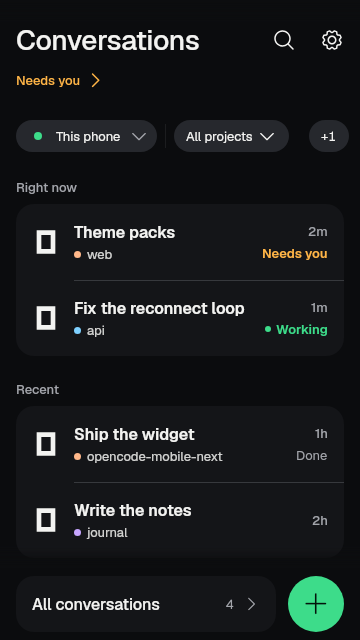 Conversations
Needs you
This phone
All projects
+1
Right now
Theme packs
2m
web
Needs you
Fix the reconnect loop
1m
api
Working
Recent
Ship the widget
1h
opencode-mobile-next
Done
Write the notes
2h
journal
All conversations
4